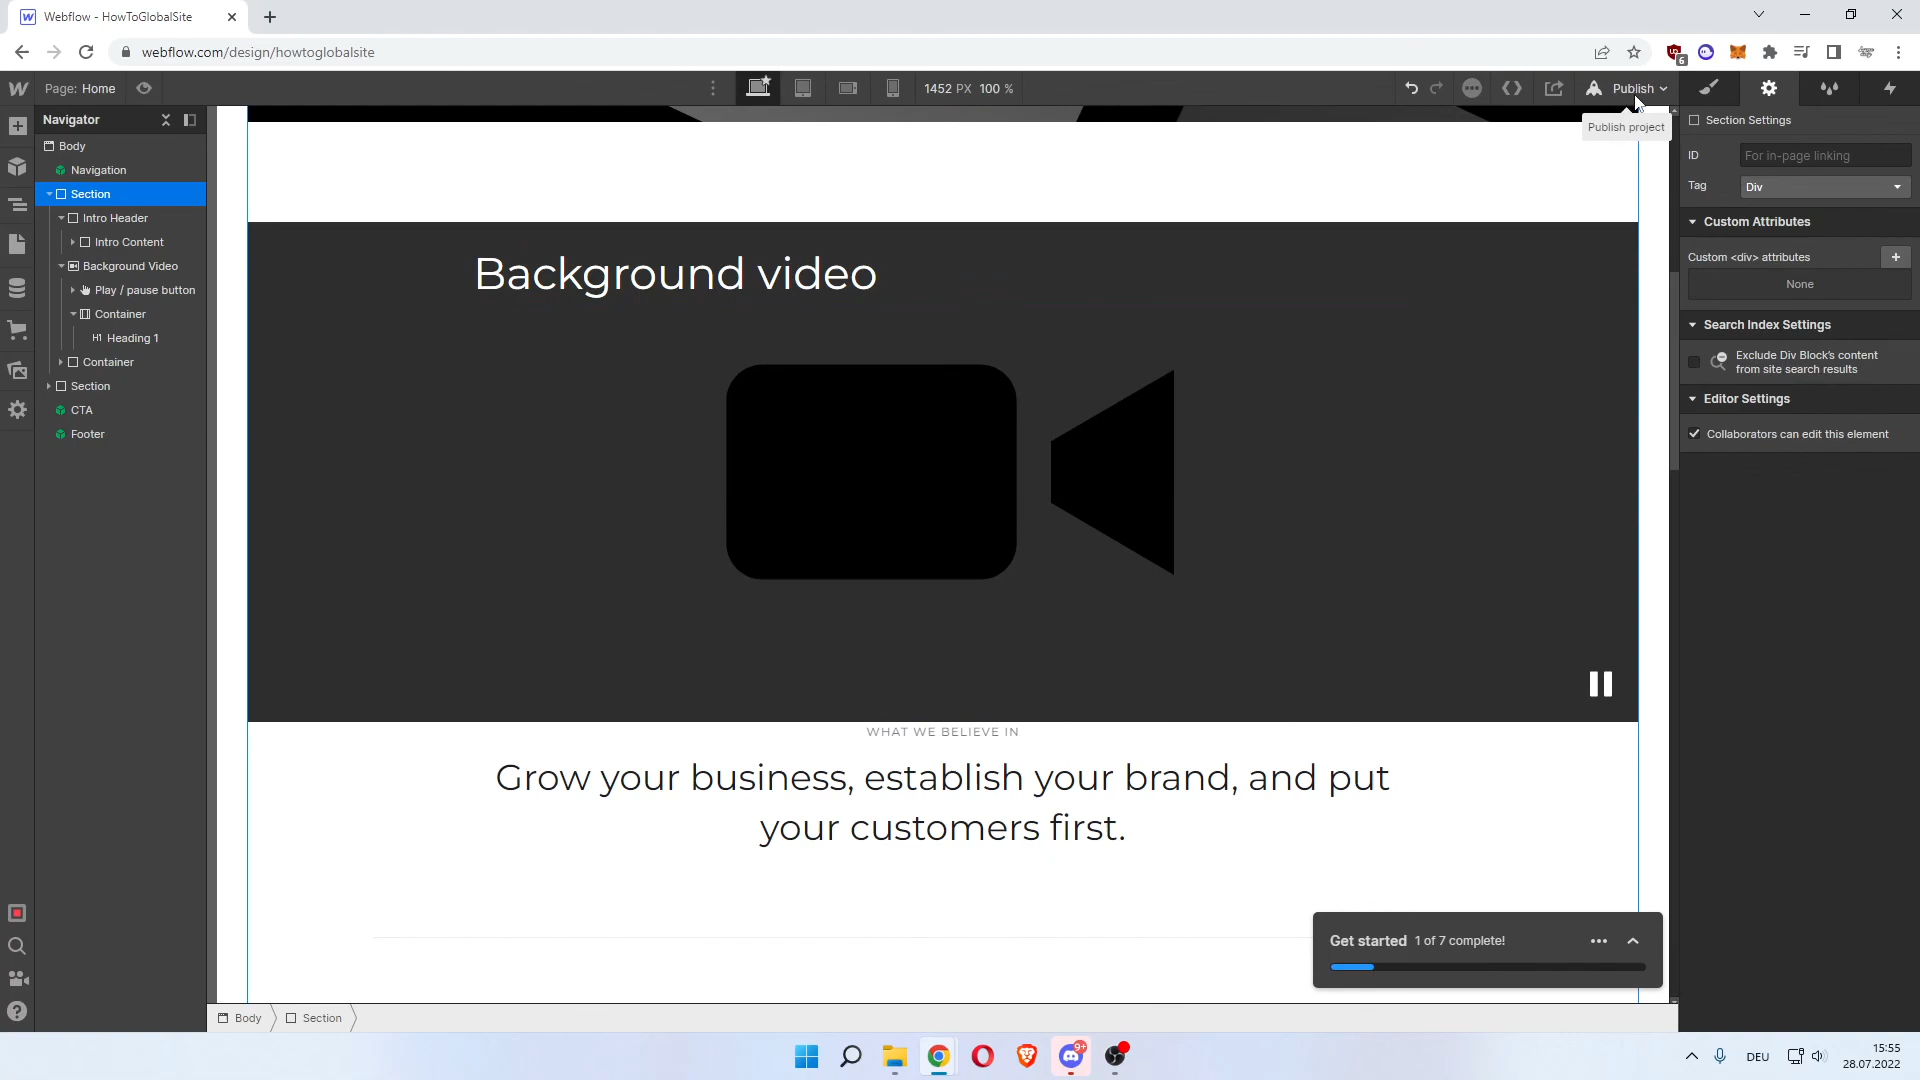 Webflow - HowToGlobalSite
webflow.com/design/howtoglobalsite
6
Page: Home
1452 PX 100 %
Publish
Publish project
Navigator
Body
Navigation
Section
Intro Header
Intro Content
Background Video
Play / pause button
Container
H1 Heading 1
Container
Section
CTA
Footer
Background video
WHAT WE BELIEVE IN
Grow your business, establish your brand, and put
your customers first.
Get started 1 of 7 complete!
Section Settings
ID
For in-page linking
Tag
Div
Custom Attributes
Custom <div> attributes
None
Search Index Settings
Exclude Div Block's content
from site search results
Editor Settings
Collaborators can edit this element
Body
Section
9+
DEU
15:55
28.07.2022